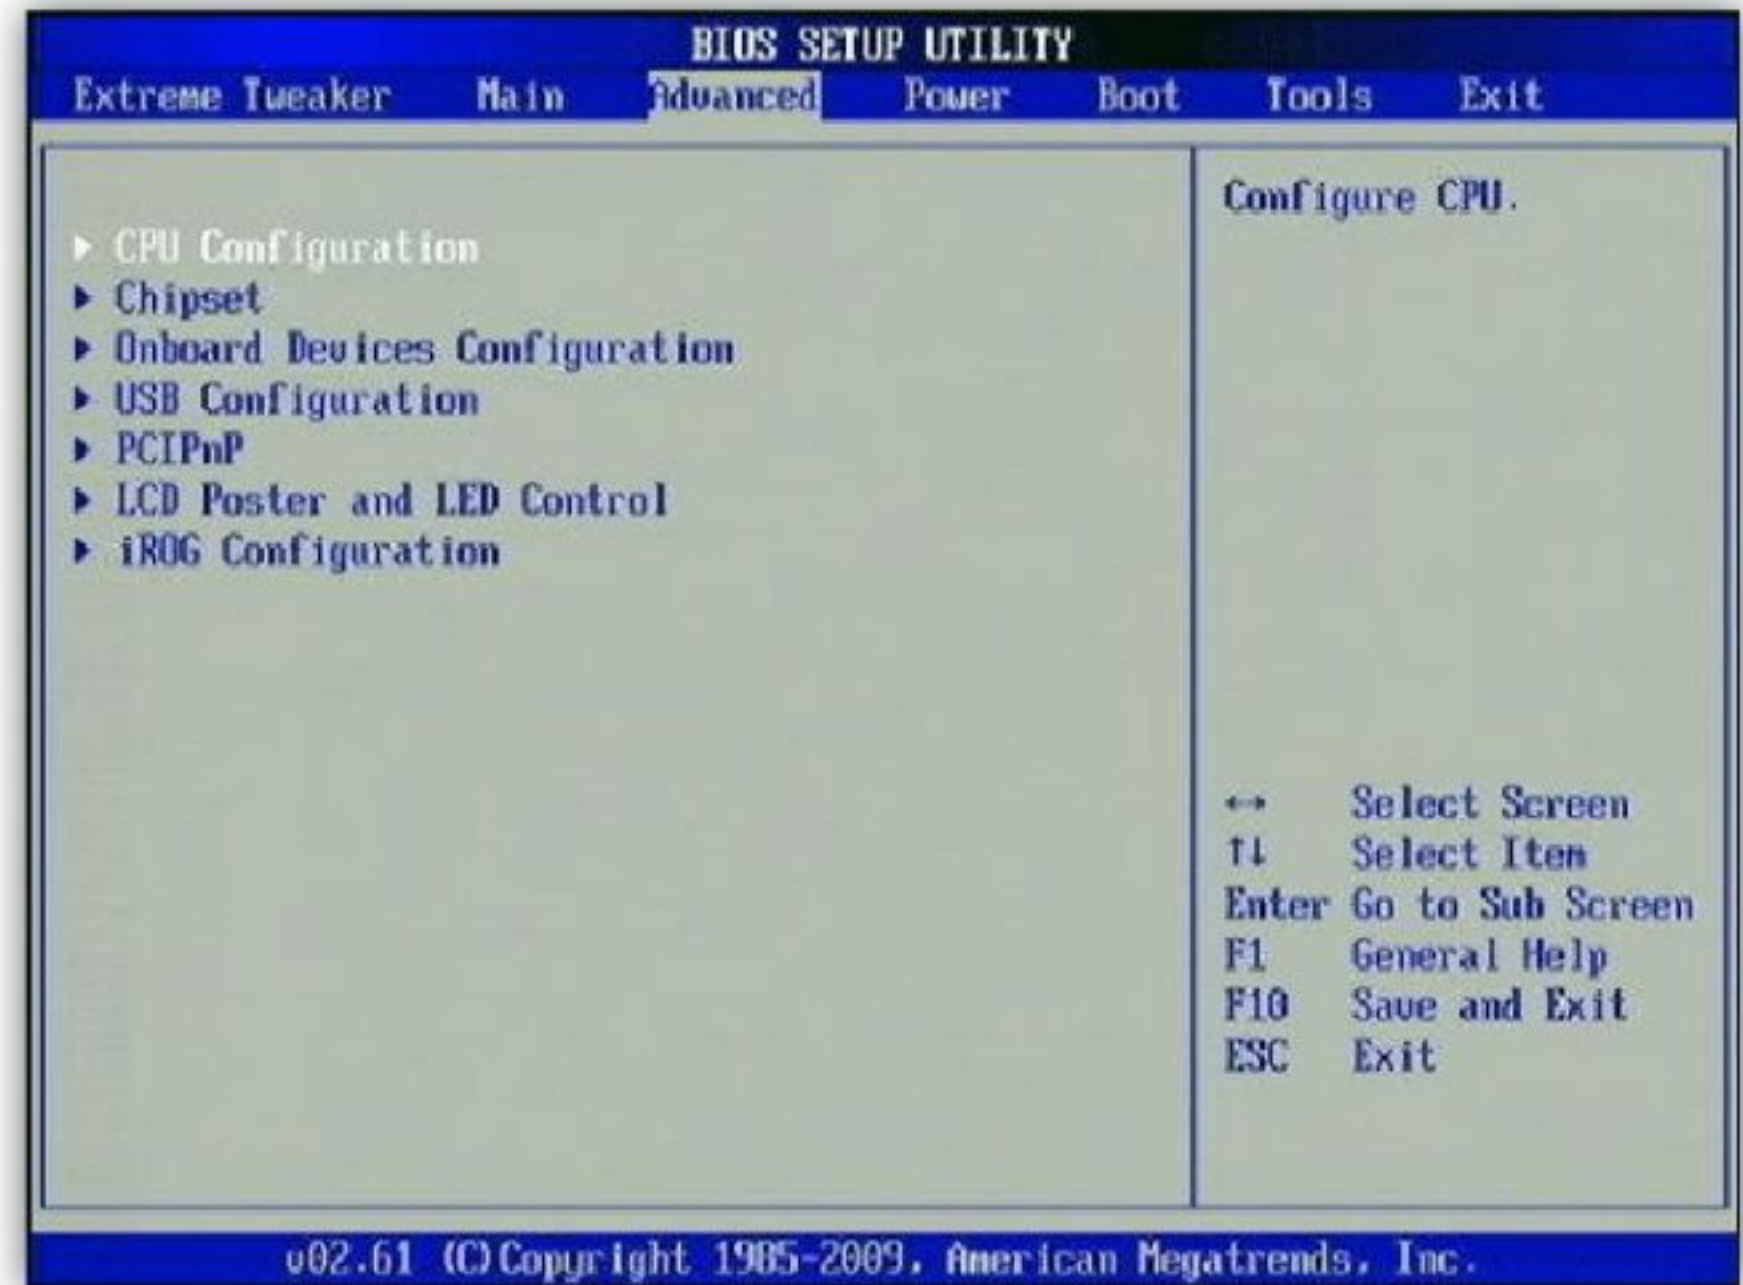 BIOS SETUP UTILITY
Extreme Tweaker Main Advanced Power Boot Tools Exit
Configure CPU.
▶ CPU Configuration
▶ Chipset
▶ Onboard Devices Configuration
▶ USB Configuration
▶ PCIPnP
▶ LCD Poster and LED Control
▶ iROG Configuration
←→ Select Screen
↑↓ Select Item
Enter Go to Sub Screen
F1 General Help
F10 Save and Exit
ESC Exit
v02.61 (C)Copyright 1985-2009, American Megatrends, Inc.